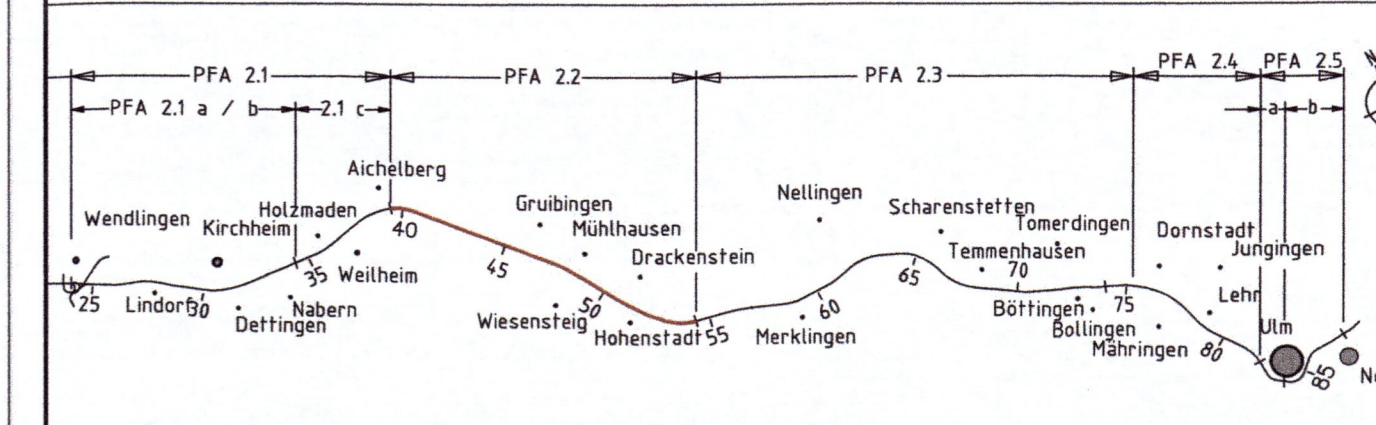 PFA 2.1
PFA 2.2
PFA 2.3
PFA 2.4
PFA 2.5
PFA 2.1 a / b
2.1 c
a
b
Aichelberg
Wendlingen
Kirchheim
Holzmaden
40
Gruibingen
Mühlhausen
Drackenstein
Nellingen
Scharenstetten
Tomerdingen
Temmenhausen
Dornstadt
Jungingen
25
Lindorf
30
Dettingen
Nabern
35
Weilheim
45
Wiesensteig
50
Hohenstadt
55
Merklingen
60
65
70
Böttingen
Bollingen
75
Mähringen
Lehr
80
Ulm
85